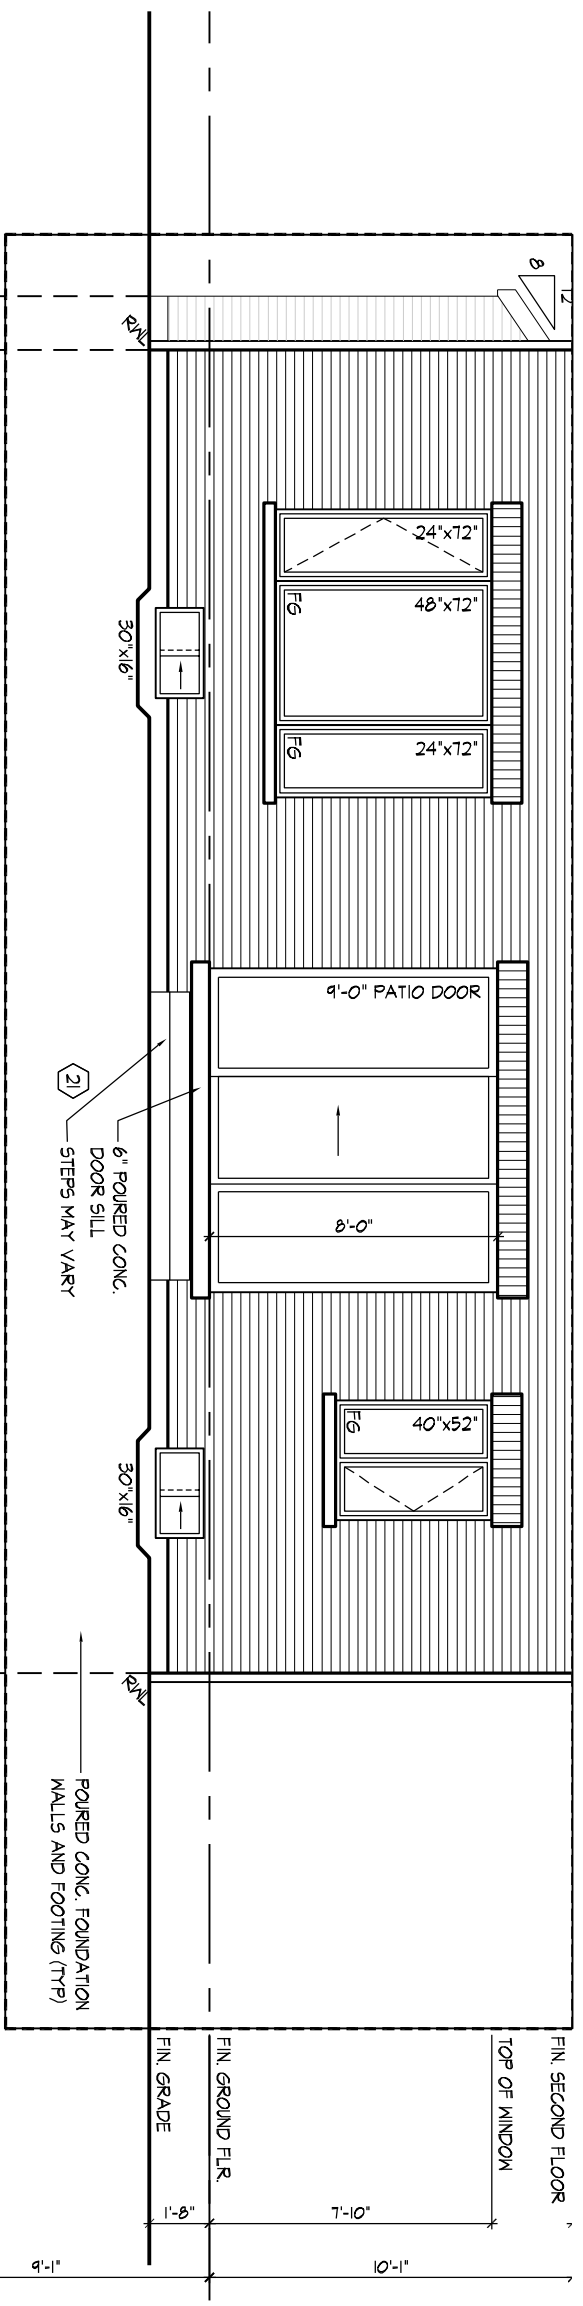 12
8
RWL
24"x72"
48"x72"
FG
24"x72"
FG
30"x16"
9'-0" PATIO DOOR
8'-0"
6" POURED CONC.
DOOR SILL
21
STEPS MAY VARY
40"x52"
FG
30"x16"
RWL
POURED CONC. FOUNDATION
WALLS AND FOOTING (TYP)
FIN. SECOND FLOOR
TOP OF WINDOW
FIN. GROUND FLR.
FIN. GRADE
7'-10"
1'-8"
10'-1"
9'-1"